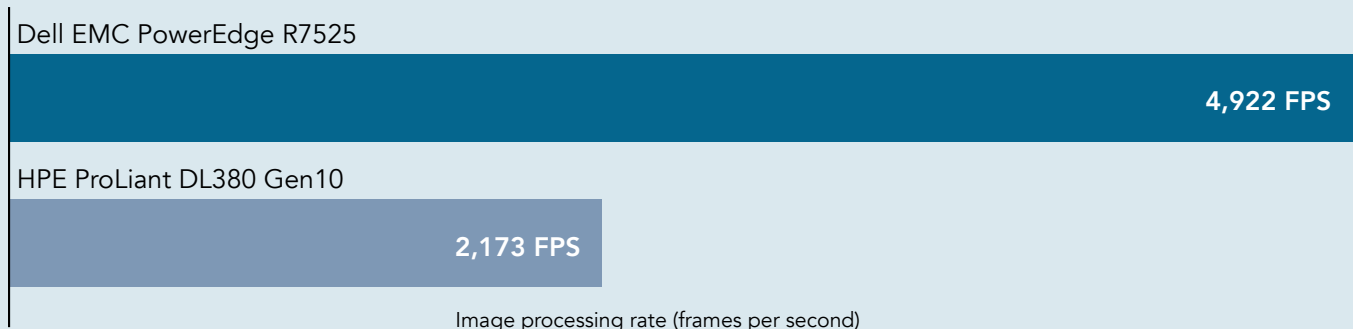 Dell EMC PowerEdge R7525
4,922 FPS
HPE ProLiant DL380 Gen10
2,173 FPS
Image processing rate (frames per second)